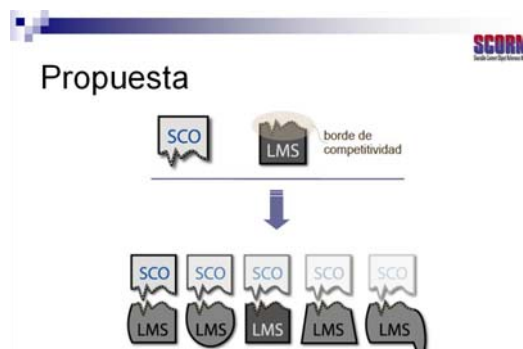 SCORM
Propuesta
SCO
LMS
borde de
competitividad
SCO SCO SCO SCO SCO
LMS LMS LMS LMS LMS